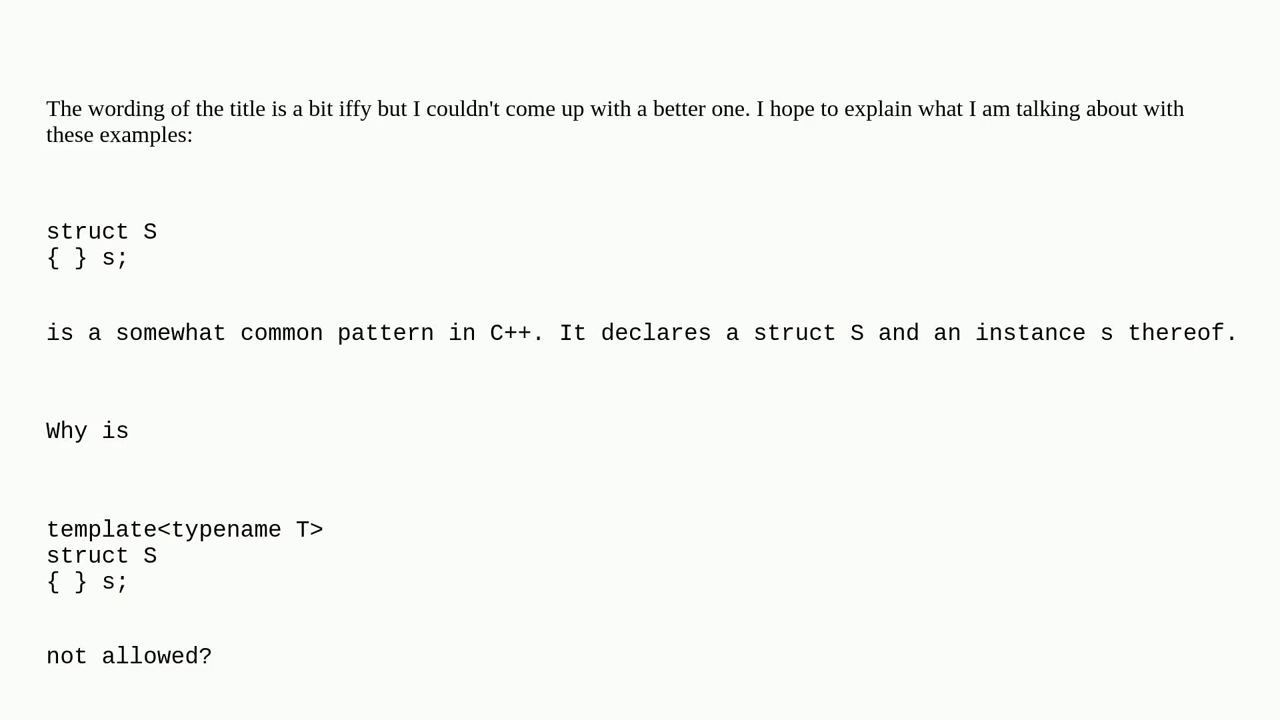 The wording of the title is a bit iffy but I couldn't come up with a better one. I hope to explain what I am talking about with
these examples:
struct S
{ } s;
is a somewhat common pattern in C++. It declares a struct S and an instance s thereof.
Why is
template<typename T>
struct S
{ } s;
not allowed?